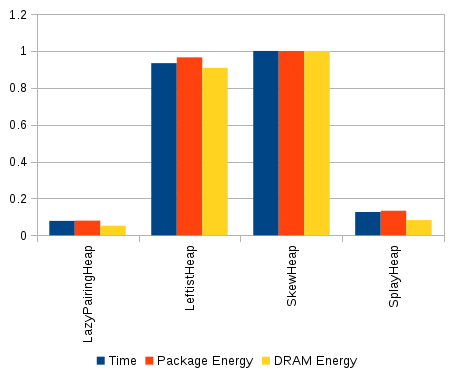 1.2
1
0.8
0.6
0.4
0.2
0
LazyPairingHeap
LeftistHeap
SkewHeap
SplayHeap
Time Package Energy DRAM Energy